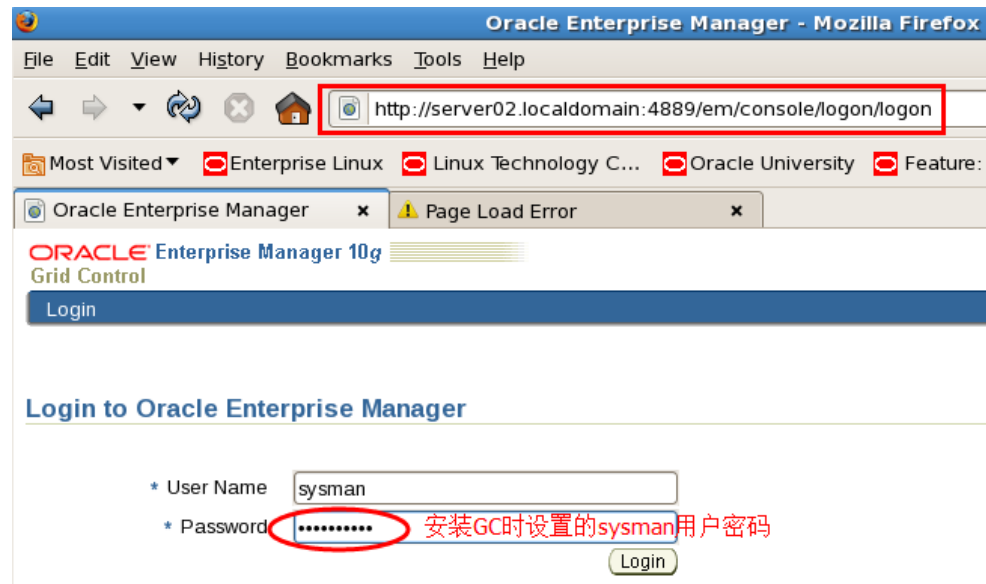 Oracle Enterprise Manager - Mozilla Firefox
File Edit View History Bookmarks Tools Help
http://server02.localdomain:4889/em/console/logon/logon
Most Visited Enterprise Linux Linux Technology C... Oracle University Feature:
Oracle Enterprise Manager Page Load Error
ORACLE Enterprise Manager 10g
Grid Control
Login
Login to Oracle Enterprise Manager
* User Name sysman
* Password •••••••••• 安装GC时设置的sysman用户密码
Login